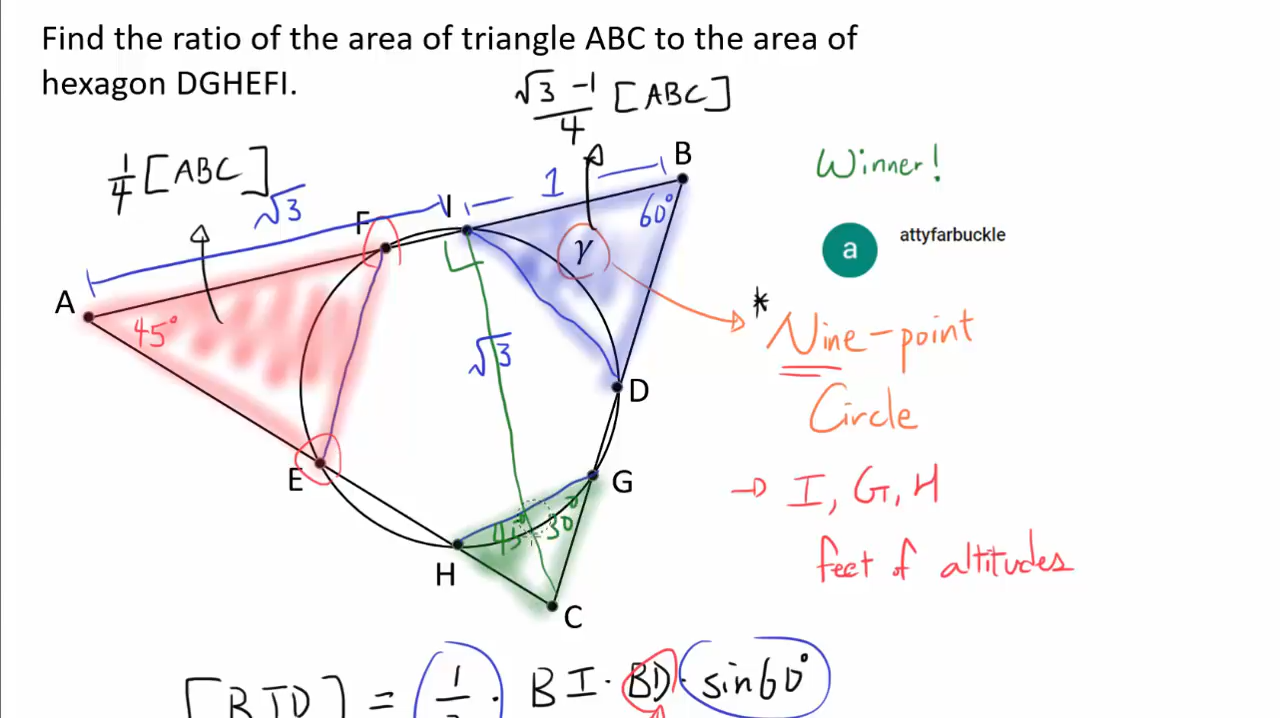 Find the ratio of the area of triangle ABC to the area of
hexagon DGHEFI.
√3 -1
4
[ABC]
1/4 [ABC]
√3
1
B
Winner!
a
attyfarbuckle
F
I
60°
γ
A
45°
*
Nine-point
Circle
√3
D
E
G
→ I, G, H
45°
30°
feet of altitudes
H
C
[BID] = 1/2 · BI · BD · sin60°